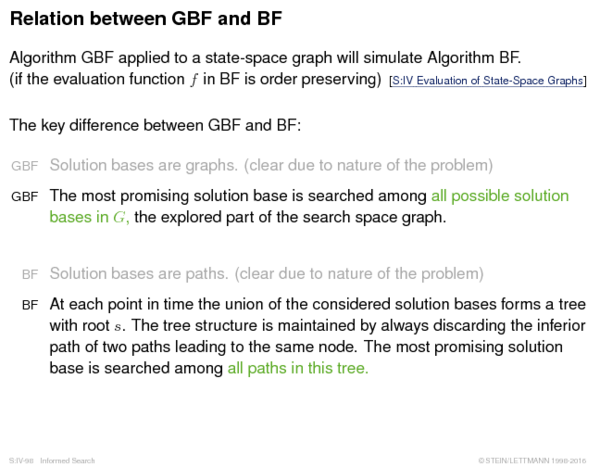 Relation between GBF and BF
Algorithm GBF applied to a state-space graph will simulate Algorithm BF.
(if the evaluation function f in BF is order preserving) [S:IV Evaluation of State-Space Graphs]
The key difference between GBF and BF:
GBF Solution bases are graphs. (clear due to nature of the problem)
GBF The most promising solution base is searched among all possible solution
bases in G, the explored part of the search space graph.
BF Solution bases are paths. (clear due to nature of the problem)
BF At each point in time the union of the considered solution bases forms a tree
with root s. The tree structure is maintained by always discarding the inferior
path of two paths leading to the same node. The most promising solution
base is searched among all paths in this tree.
S:IV-98 Informed Search
©STEIN/LETTMANN 1998-2016